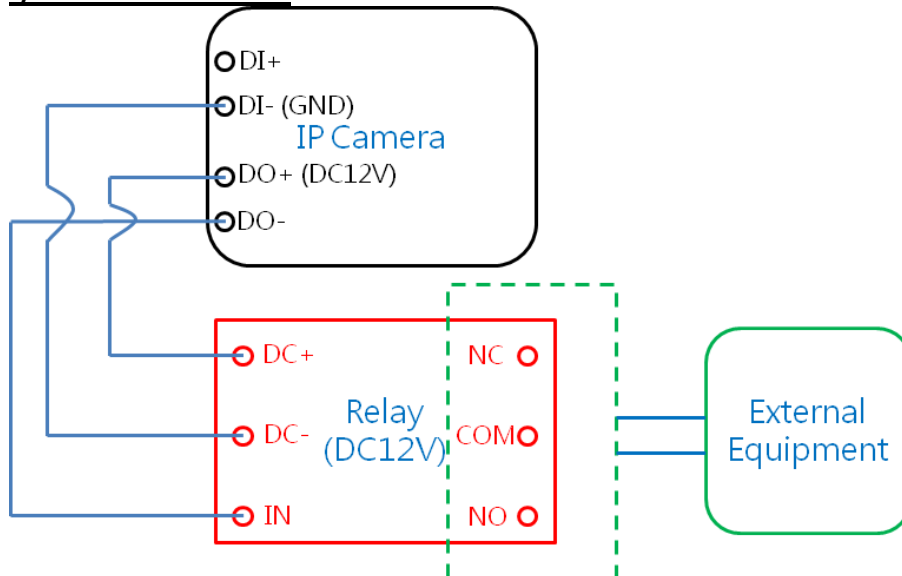 DI+
DI- (GND)
IP Camera
DO+ (DC12V)
DO-
DC+
NC
Relay
(DC12V)
DC-
COM
IN
NO
External
Equipment